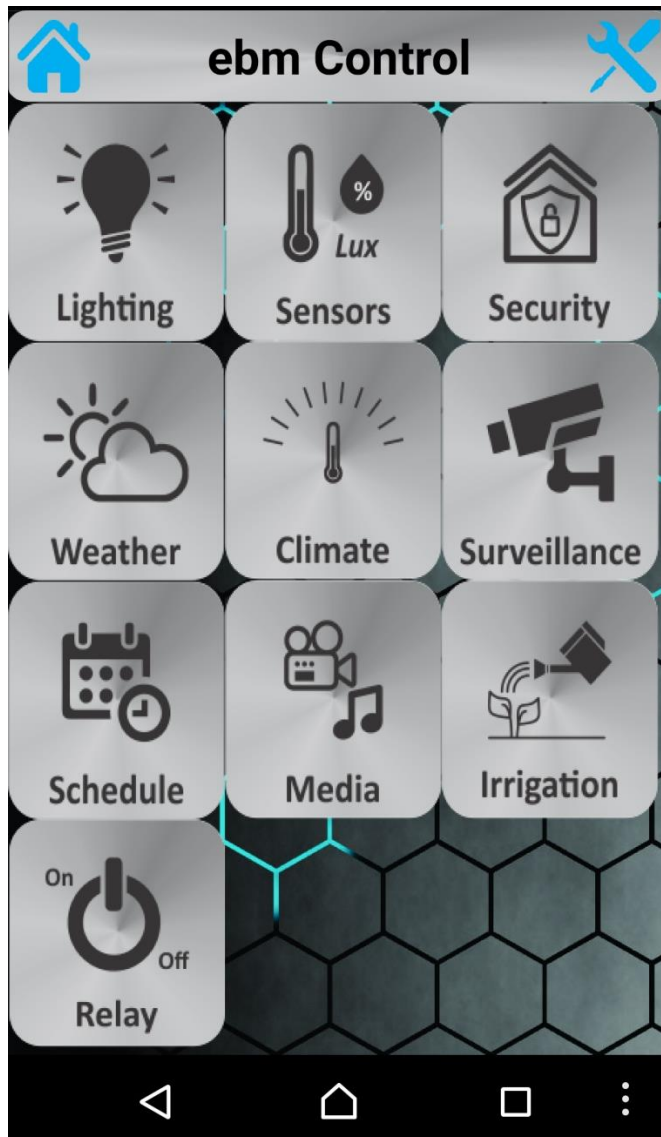 ebm Control
%
Lux
Lighting
Sensors
Security
Weather
Climate
Surveillance
Schedule
Media
Irrigation
On
Off
Relay